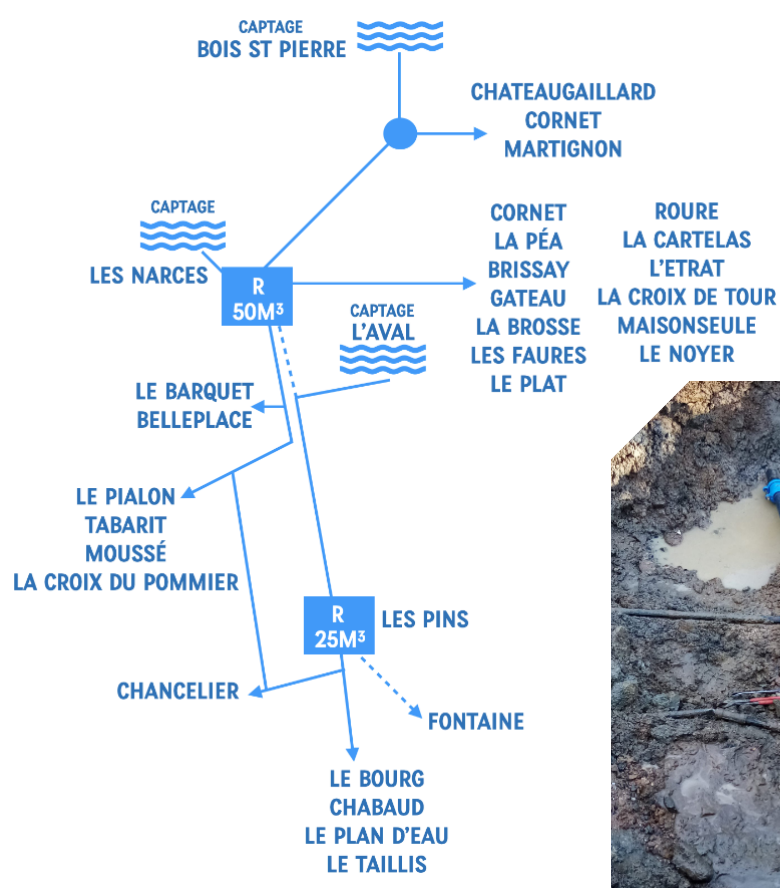 CAPTAGE
BOIS ST PIERRE
CHATEAUGAILLARD
CORNET
MARTIGNON
CAPTAGE
LES NARCES
R
50M³
CORNET
LA PÉA
BRISSAY
GATEAU
LA BROSSE
LES FAURES
LE PLAT
ROURE
LA CARTELAS
L'ETRAT
LA CROIX DE TOUR
MAISONSEULE
LE NOYER
CAPTAGE
L'AVAL
LE BARQUET
BELLEPLACE
LE PIALON
TABARIT
MOUSSÉ
LA CROIX DU POMMIER
R
25M³
LES PINS
CHANCELIER
FONTAINE
LE BOURG
CHABAUD
LE PLAN D'EAU
LE TAILLIS